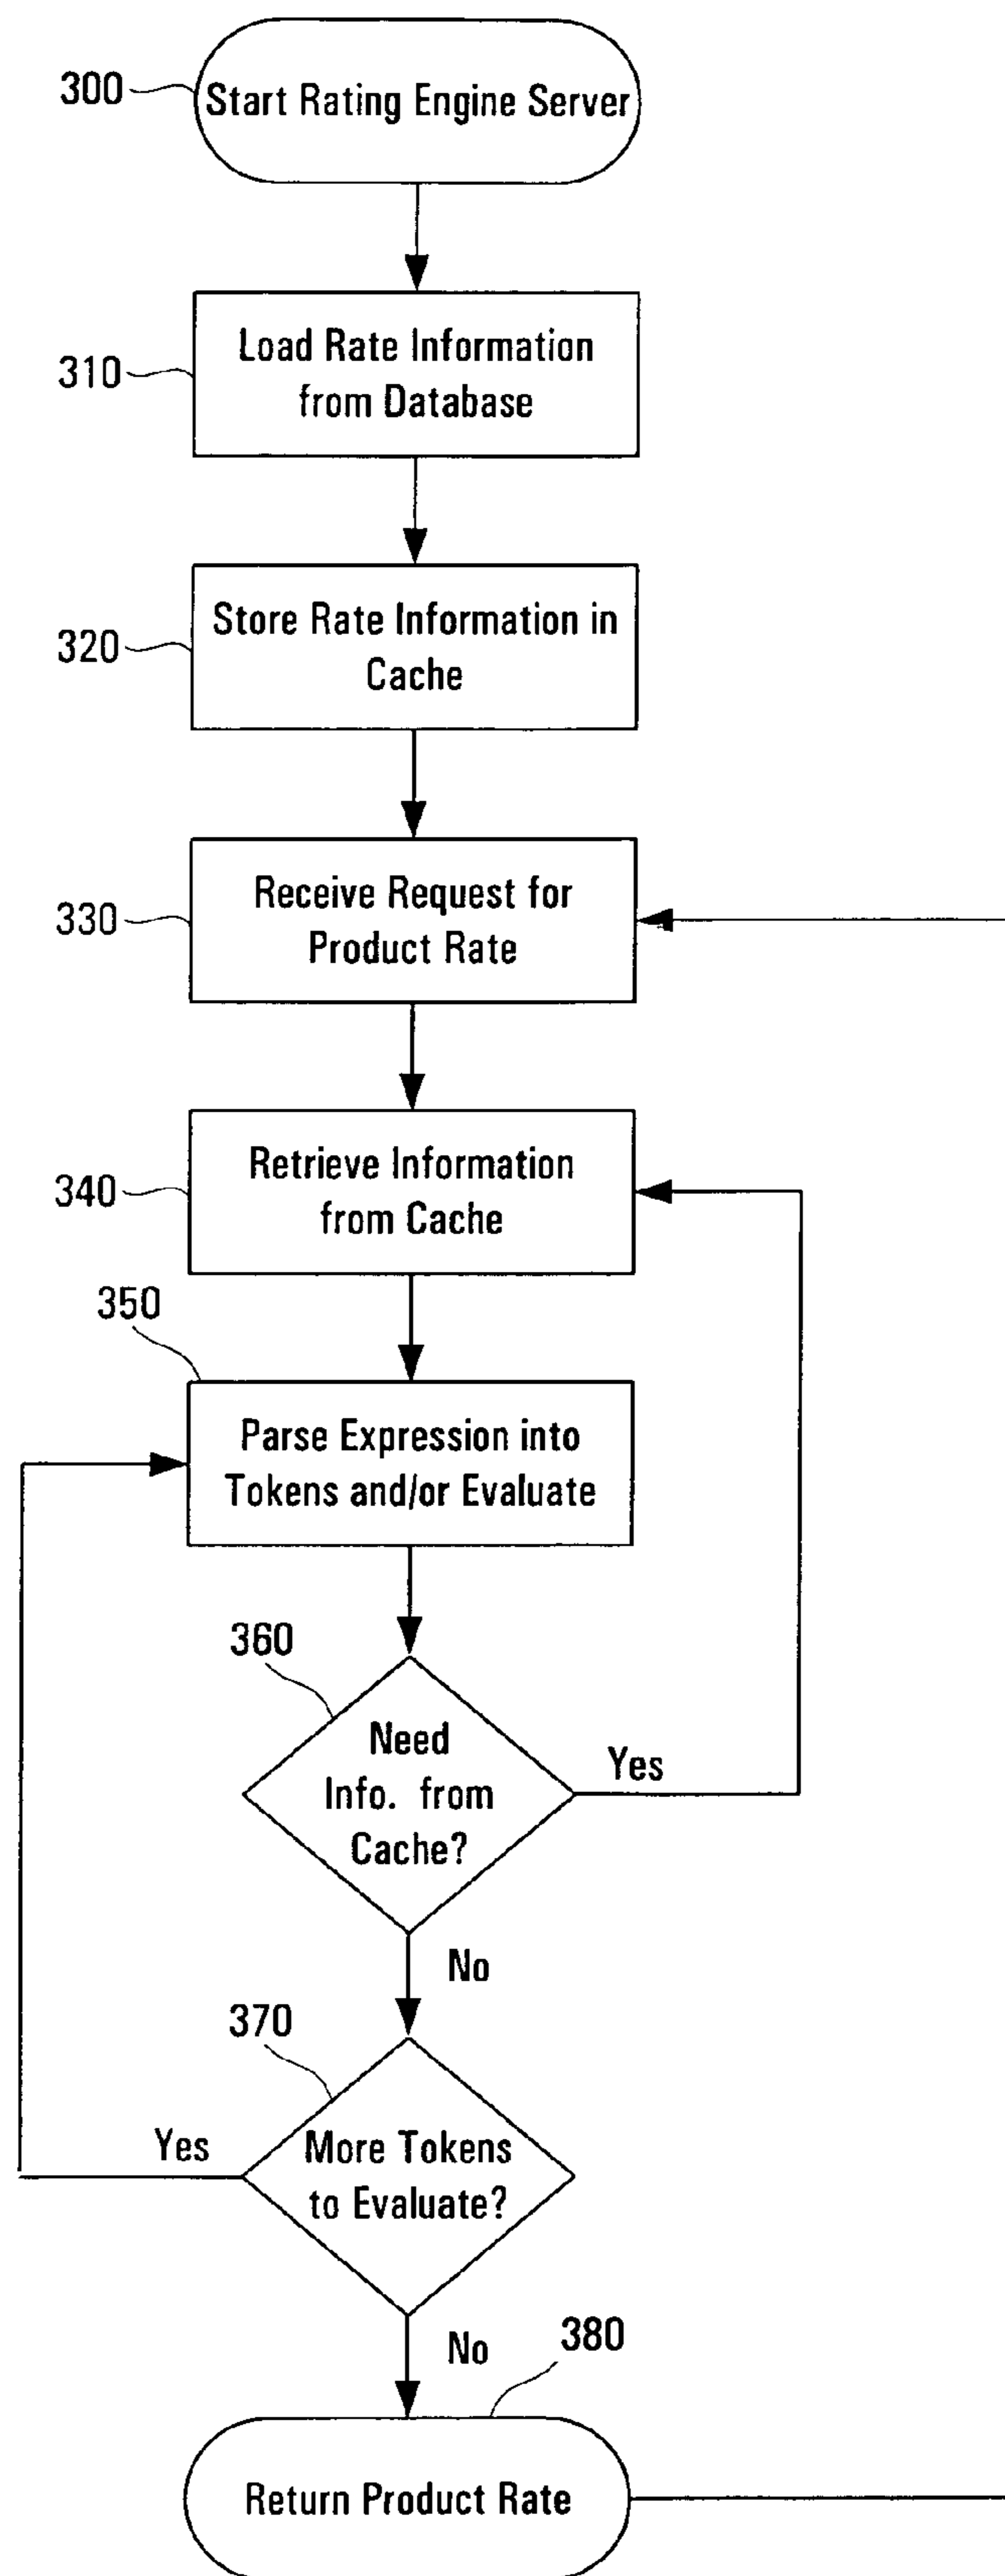 300
Start Rating Engine Server
310
Load Rate Information
from Database
320
Store Rate Information in
Cache
330
Receive Request for
Product Rate
340
Retrieve Information
from Cache
350
Parse Expression into
Tokens and/or Evaluate
360
Need
Info. from
Cache?
Yes
No
370
Yes
More Tokens
to Evaluate?
No
380
Return Product Rate